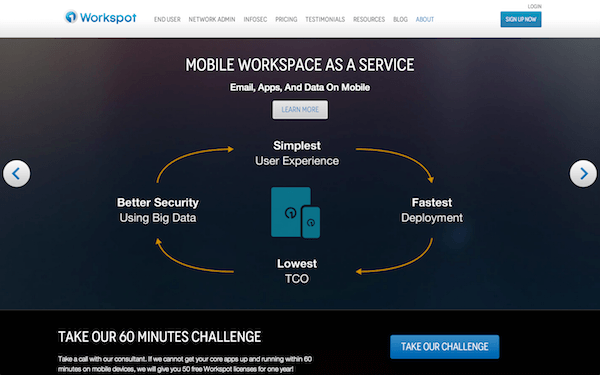 LOGIN
Workspot
END USER NETWORK ADMIN INFOSEC PRICING TESTIMONIALS RESOURCES BLOG ABOUT
SIGN UP NOW
MOBILE WORKSPACE AS A SERVICE
Email, Apps, And Data On Mobile
LEARN MORE
Simplest
User Experience
Better Security
Using Big Data
Fastest
Deployment
Lowest
TCO
TAKE OUR 60 MINUTES CHALLENGE
Take a call with our consultant. If we cannot get your core apps up and running within 60
minutes on mobile devices, we will give you 50 free Workspot licenses for one year!
TAKE OUR CHALLENGE